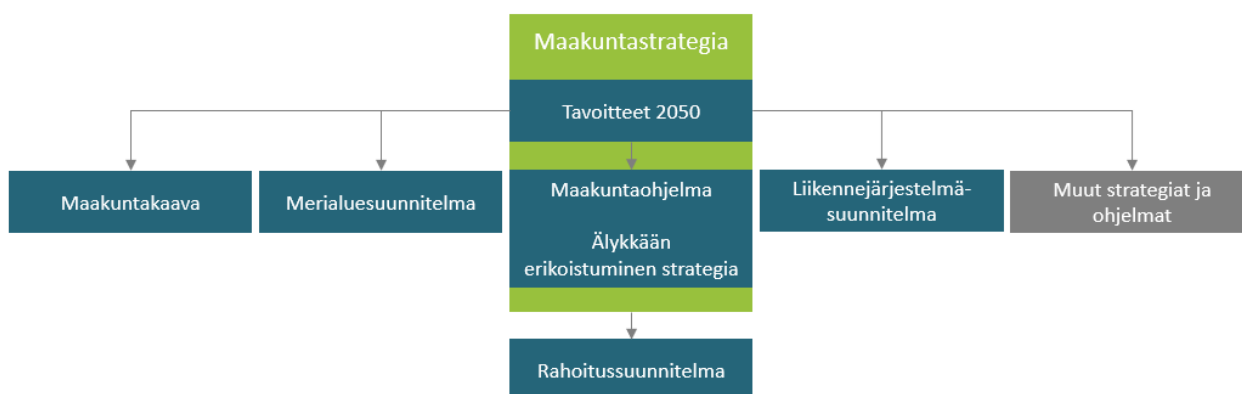 Maakuntastrategia
Tavoitteet 2050
Maakuntakaava
Merialuesuunnitelma
Maakuntaohjelma
Älykkään
erikoistuminen strategia
Liikennejärjestelmä-
suunnitelma
Muut strategiat ja
ohjelmat
Rahoitussuunnitelma